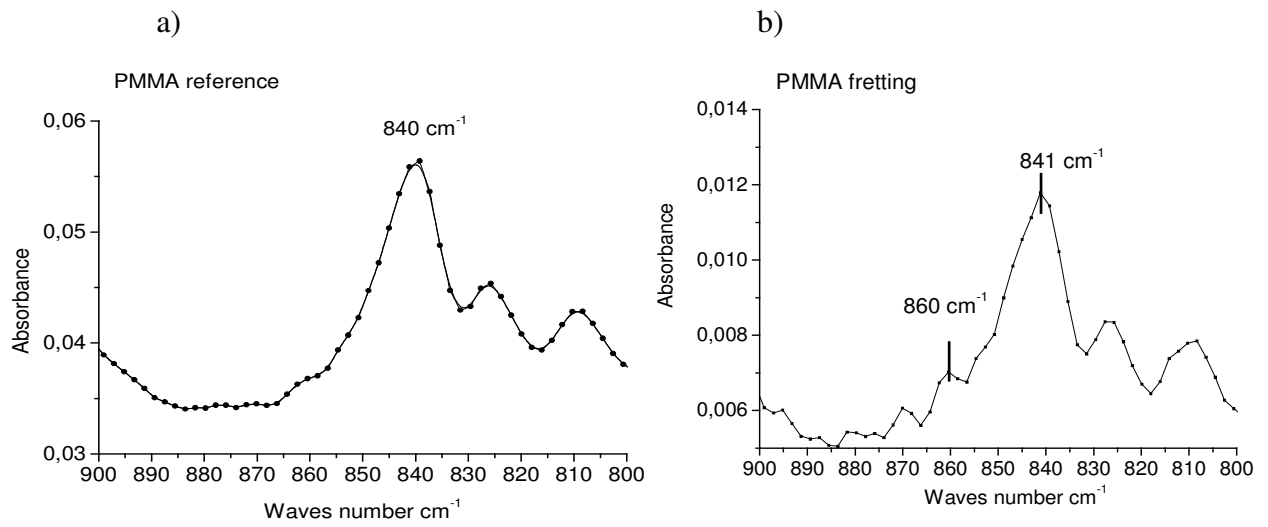 a)
PMMA reference
840 cm-1
0,06
0,05
0,04
0,03
Absorbance
900 890 880 870 860 850 840 830 820 810 800
Waves number cm-1
b)
PMMA fretting
841 cm-1
860 cm-1
0,014
0,012
0,010
0,008
0,006
Absorbance
900 890 880 870 860 850 840 830 820 810 800
Waves number cm-1